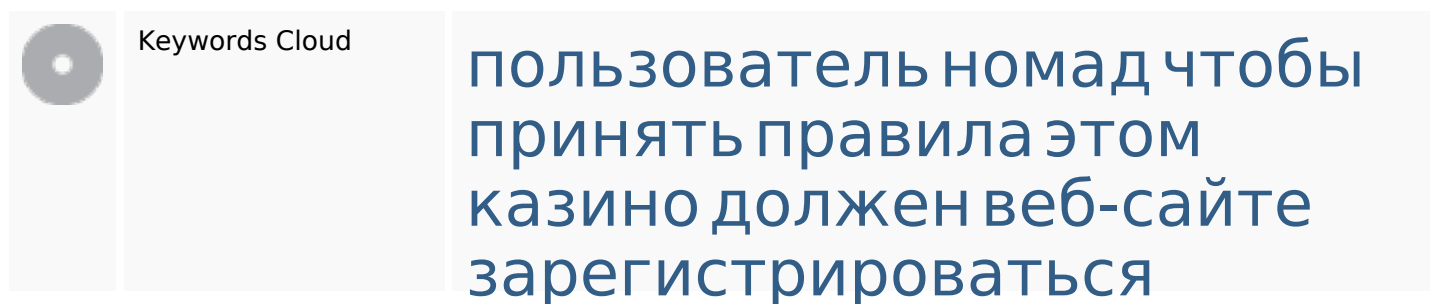 Keywords Cloud
пользователь номад чтобы
принять правила этом
казино должен веб-сайте
зарегистрироваться